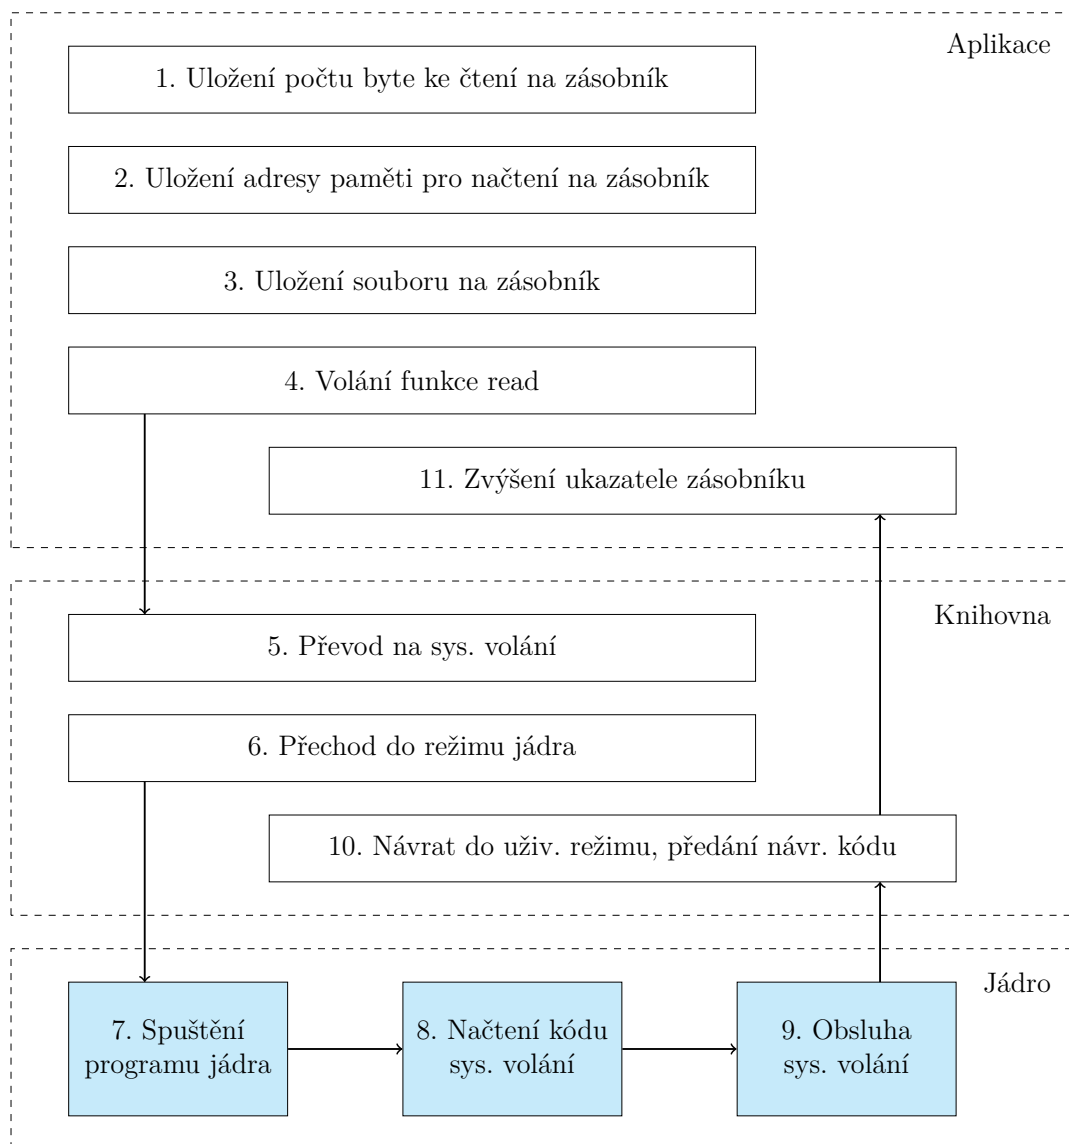 Aplikace
1. Uložení počtu byte ke čtení na zásobník
2. Uložení adresy paměti pro načtení na zásobník
3. Uložení souboru na zásobník
4. Volání funkce read
11. Zvýšení ukazatele zásobníku
Knihovna
5. Převod na sys. volání
6. Přechod do režimu jádra
10. Návrat do uživ. režimu, předání návr. kódu
Jádro
7. Spuštění
programu jádra
8. Načtení kódu
sys. volání
9. Obsluha
sys. volání